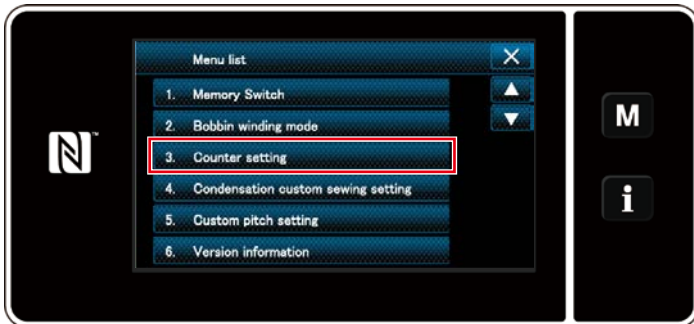 Menu list
1. Memory Switch
2. Bobbin winding mode
3. Counter setting
4. Condensation custom sewing setting
5. Custom pitch setting
6. Version information
M
i
N